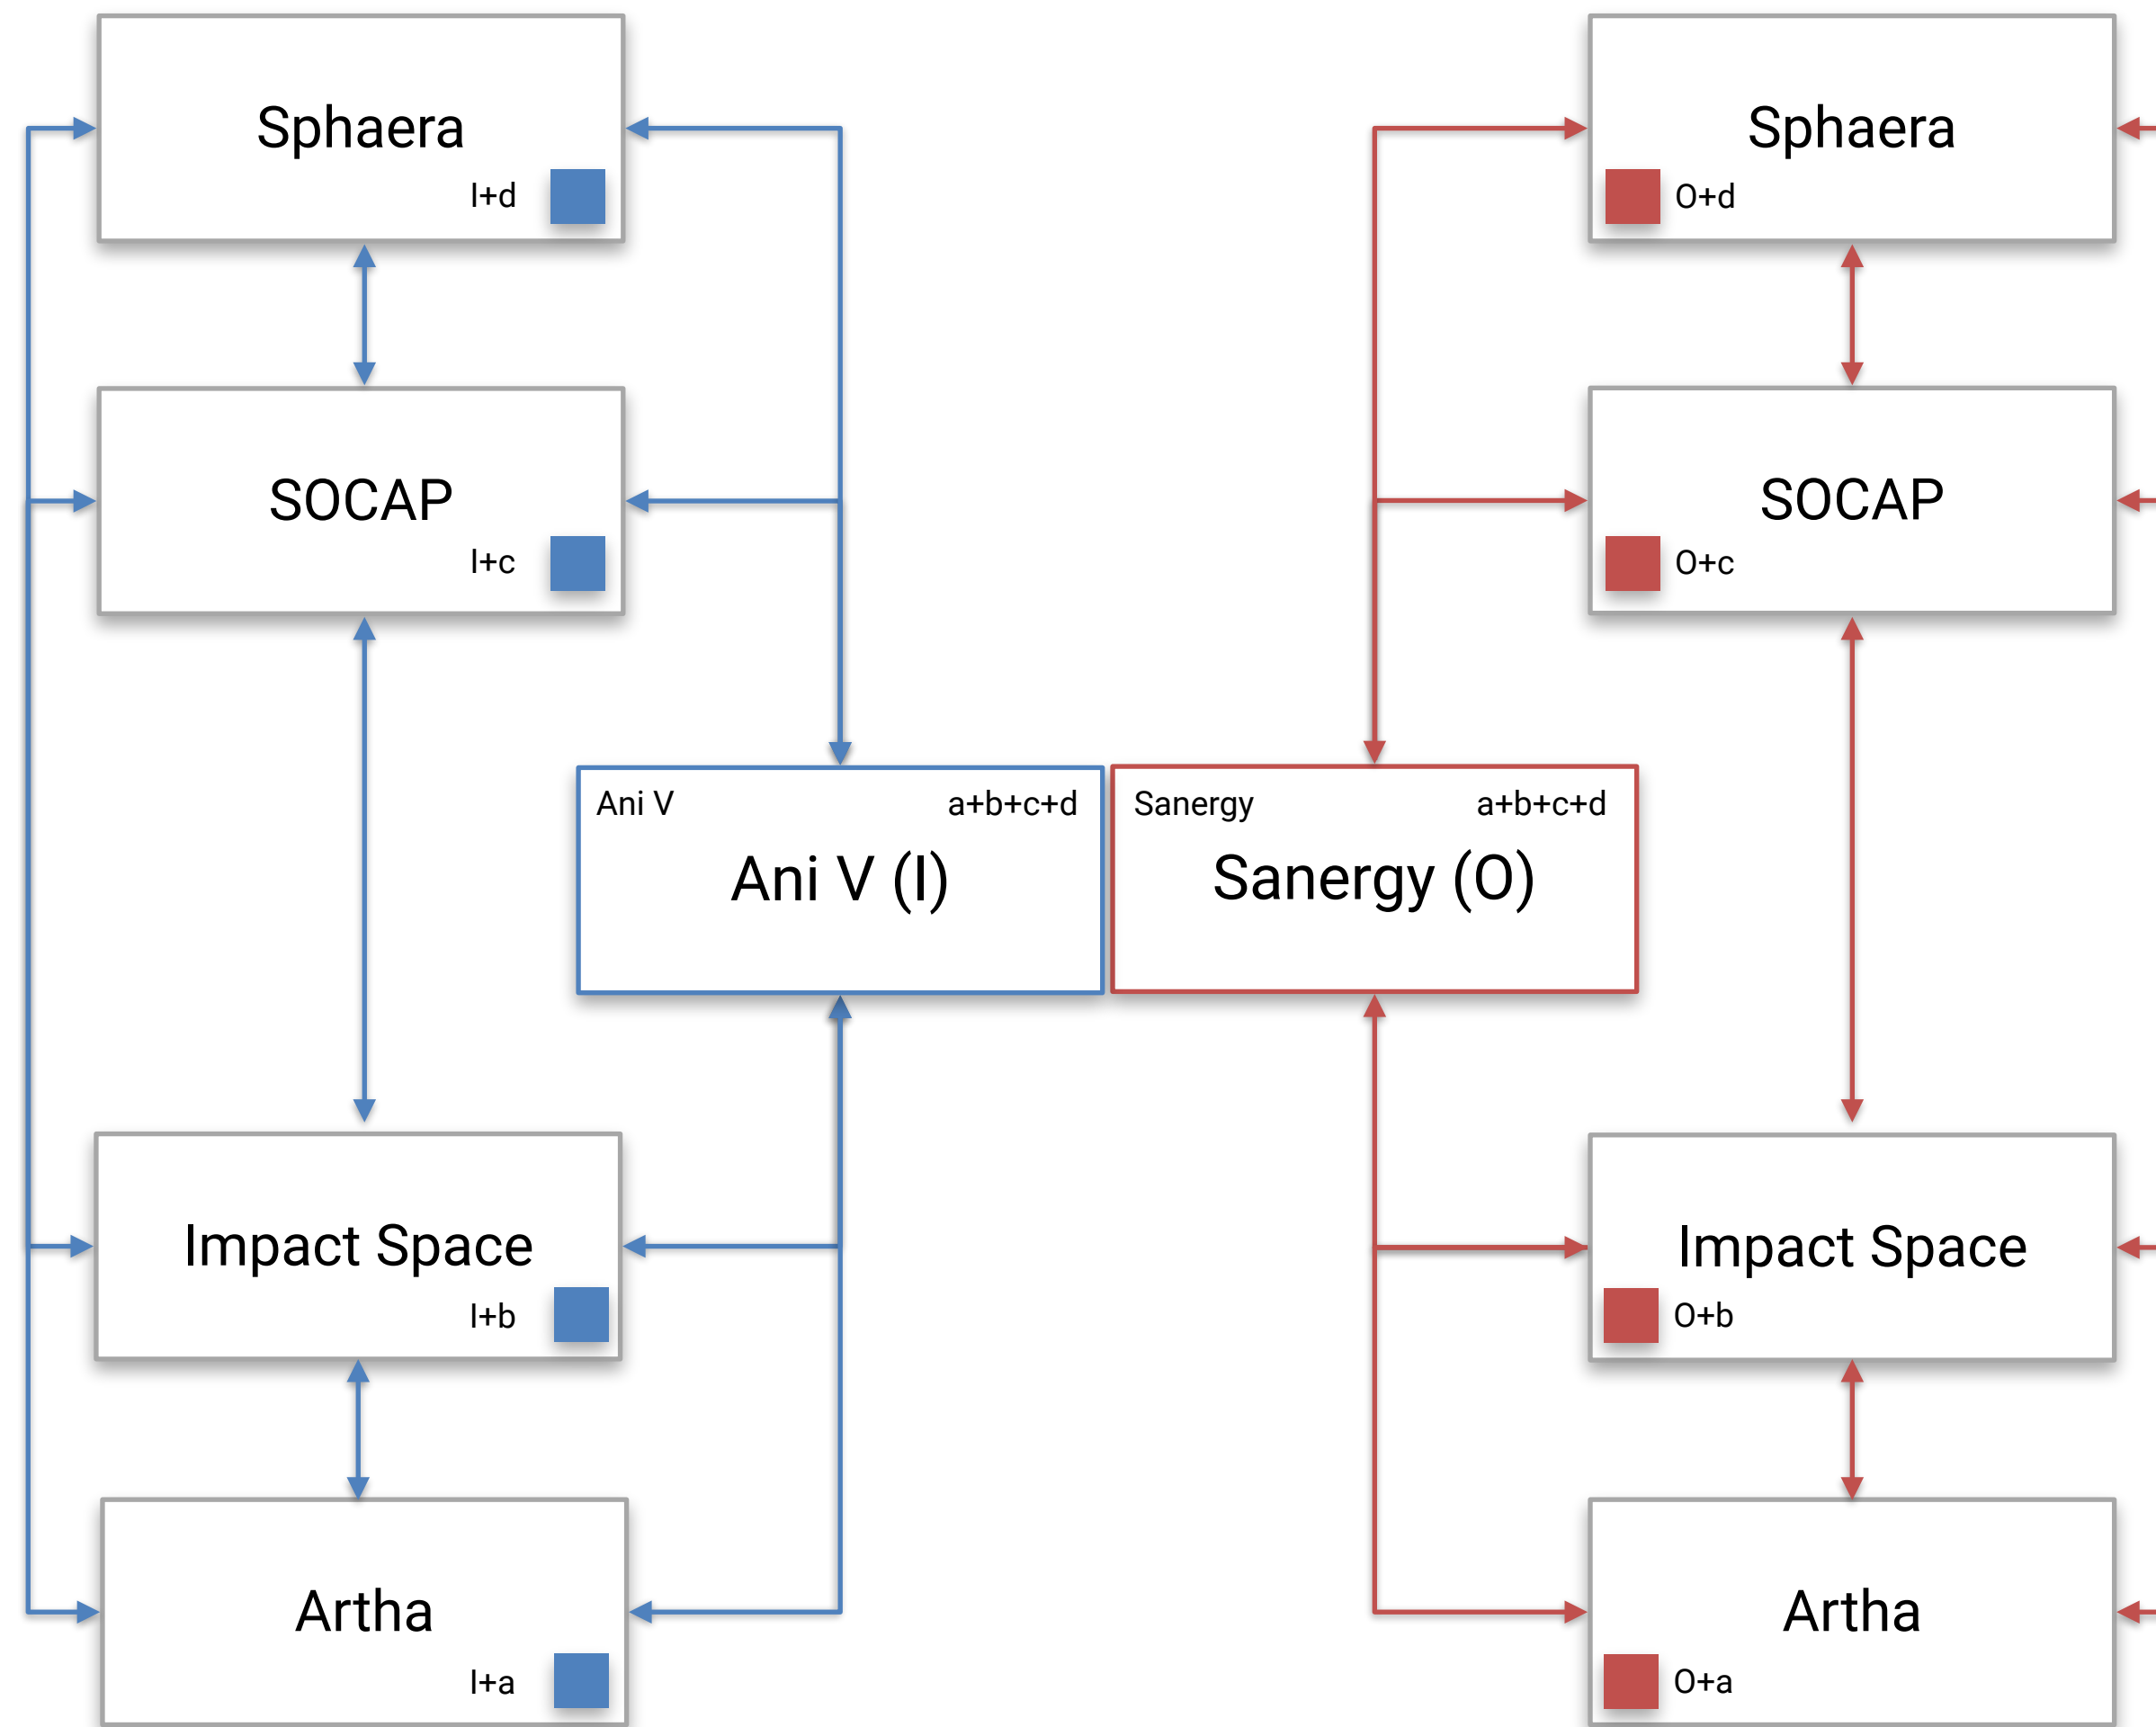 Sphaera
I+d
Sphaera
O+d
SOCAP
I+c
SOCAP
O+c
Ani V
a+b+c+d
Ani V (I)
Sanergy
a+b+c+d
Sanergy (O)
Impact Space
I+b
Impact Space
O+b
Artha
I+a
Artha
O+a